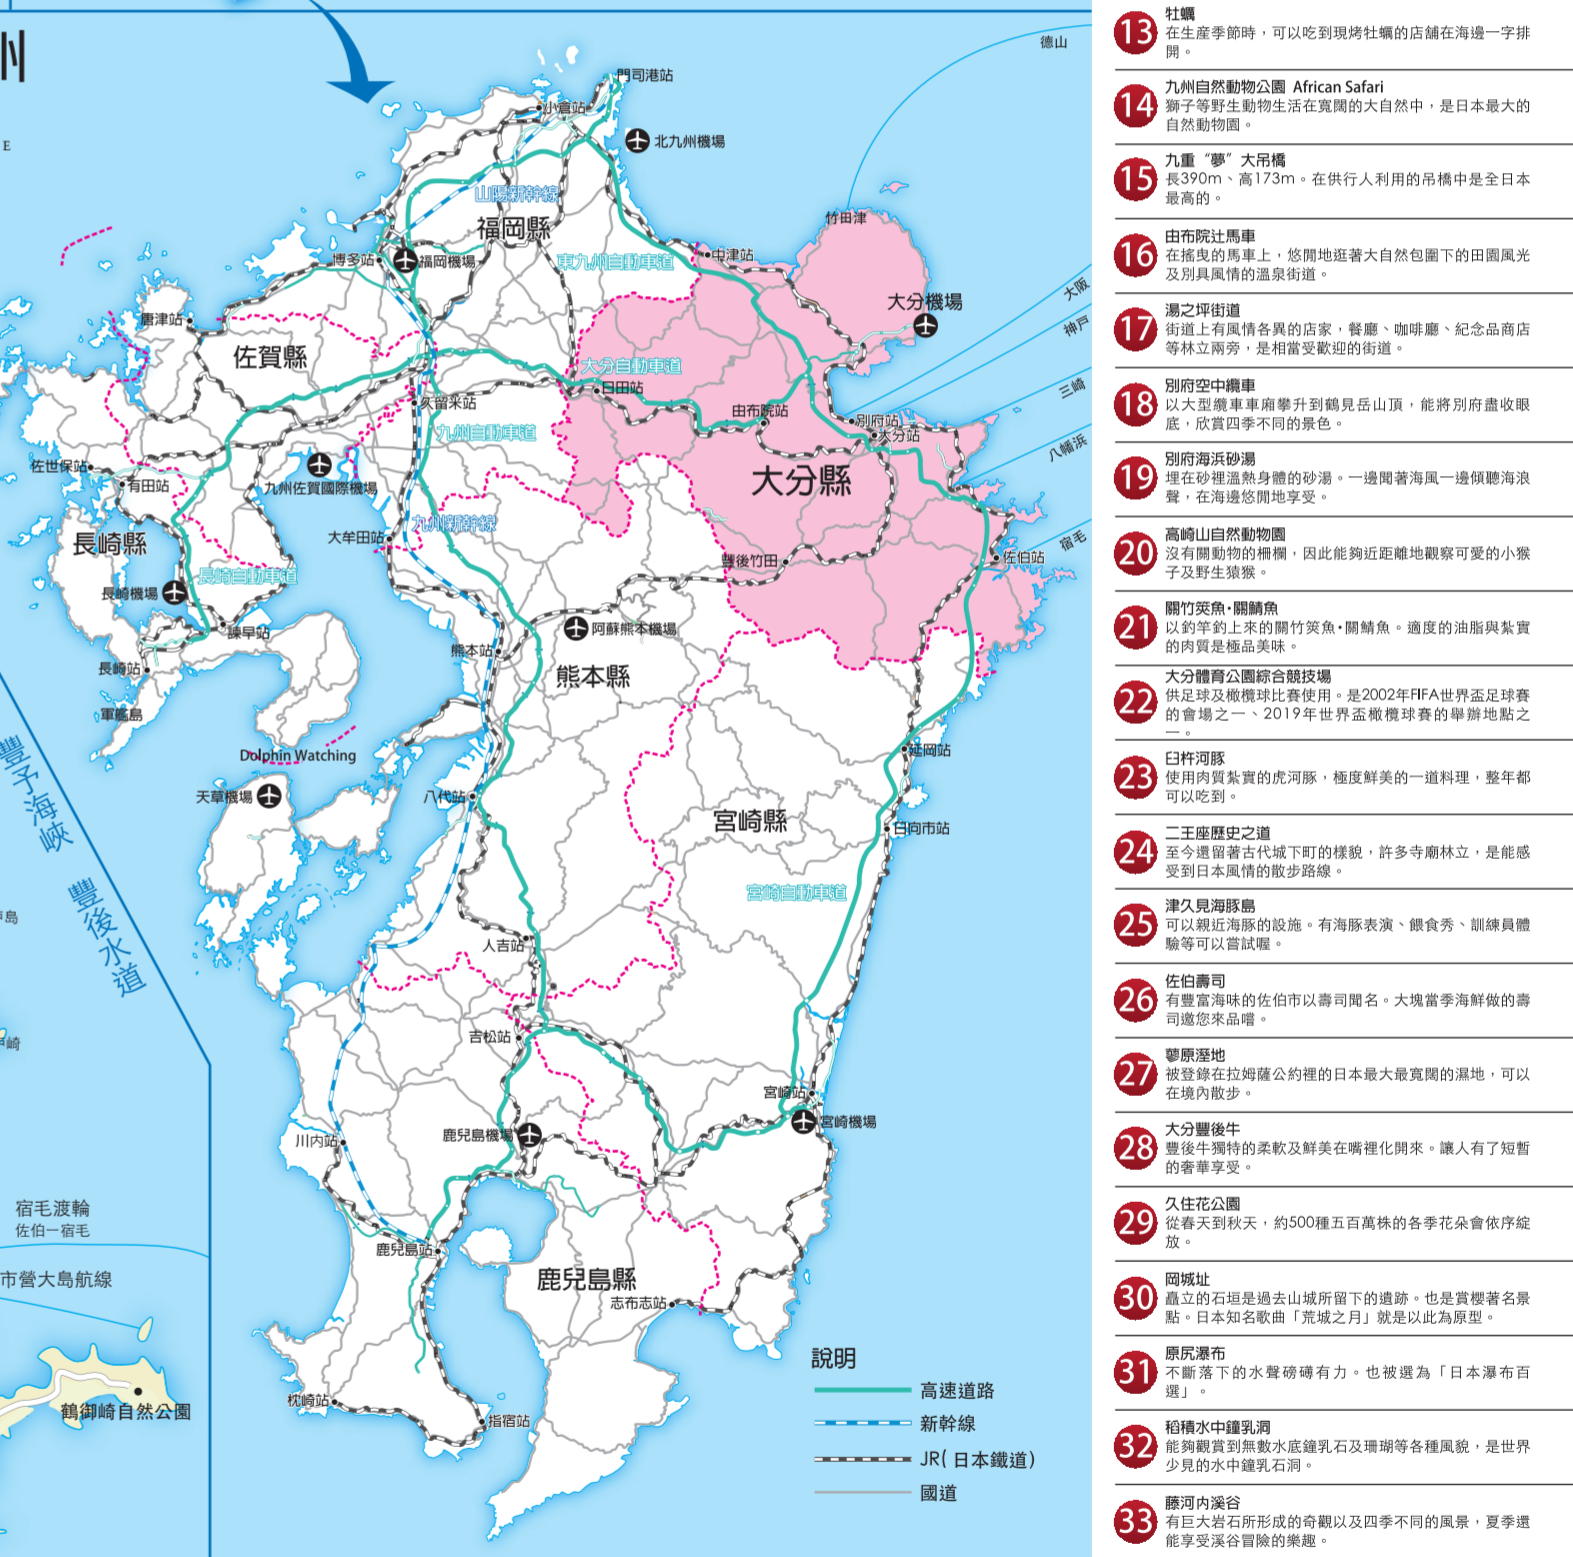 州
E
德山
門司港站
小倉站
北九州機場
山陽新幹線
福岡縣
竹田津
博多站
福岡機場
東九州自動車道
中津站
大阪
大分機場
神戸
唐津站
佐賀縣
大分自動車道
日田站
三崎
久留米站
由布院站
別府站
九州自動車道
大分站
八幡浜
佐世保站
有田站
九州佐賀國際機場
大分縣
長崎縣
大牟田站
九州新幹線
宿毛
豐後竹田
佐伯站
長崎自動車道
長崎機場
諫早站
阿蘇熊本機場
熊本站
長崎站
熊本縣
軍艦島
Dolphin Watching
延岡站
豐予海峽
天草機場
八代站
宮崎縣
日向市站
豐後水道
宮崎自動車道
島
人吉站
吉松站
崎
宮崎站
宮崎機場
鹿兒島機場
川内站
宿毛渡輪
佐伯一宿毛
鹿兒島站
市營大島航線
鹿兒島縣
志布志站
枕崎站
指宿站
鶴御崎自然公園
說明
高速道路
新幹線
JR(日本鐵道)
國道
13
牡蠣
在生產季節時，可以吃到現烤牡蠣的店舖在海邊一字排
開。
14
九州自然動物公園 African Safari
獅子等野生動物生活在寬闊的大自然中，是日本最大的
自然動物園。
15
九重“夢”大吊橋
長390m、高173m。在供行人利用的吊橋中是全日本
最高的。
16
由布院辻馬車
在搖曳的馬車上，悠閒地逛著大自然包圍下的田園風光
及別具風情的溫泉街道。
17
湯之坪街道
街道上有風情各異的店家，餐廳、咖啡廳、紀念品商店
等林立兩旁，是相當受歡迎的街道。
18
別府空中纜車
以大型纜車車廂攀升到鶴見岳山頂，能將別府盡收眼
底，欣賞四季不同的景色。
19
別府海浜砂湯
埋在砂裡溫熱身體的砂湯。一邊聞著海風一邊傾聽海浪
聲，在海邊悠閒地享受。
20
高崎山自然動物園
沒有關動物的柵欄，因此能夠近距離地觀察可愛的小猴
子及野生猿猴。
21
關竹筴魚•關鯖魚
以釣竿釣上來的關竹筴魚•關鯖魚。適度的油脂與紮實
的肉質是極品美味。
22
大分體育公園綜合競技場
供足球及橄欖球比賽使用。是2002年FIFA世界盃足球賽
的會場之一、2019年世界盃橄欖球賽的舉辦地點之
一。
23
臼杵河豚
使用肉質紮實的虎河豚，極度鮮美的一道料理，整年都
可以吃到。
24
二王座歷史之道
至今還留著古代城下町的樣貌，許多寺廟林立，是能感
受到日本風情的散步路線。
25
津久見海豚島
可以親近海豚的設施。有海豚表演、餵食秀、訓練員體
驗等可以嘗試喔。
26
佐伯壽司
有豐富海味的佐伯市以壽司聞名。大塊當季海鮮做的壽
司邀您來品嚐。
27
蓼原溼地
被登錄在拉姆薩公約裡的日本最大最寬闊的濕地，可以
在境內散步。
28
大分豐後牛
豐後牛獨特的柔軟及鮮美在嘴裡化開來。讓人有了短暫
的奢華享受。
29
久住花公園
從春天到秋天，約500種五百萬株的各季花朵會依序綻
放。
30
岡城址
矗立的石垣是過去山城所留下的遺跡。也是賞櫻著名景
點。日本知名歌曲「荒城之月」就是以此為原型。
31
原尻瀑布
不斷落下的水聲磅礴有力。也被選為「日本瀑布百
選」。
32
稻積水中鐘乳洞
能夠觀賞到無數水底鐘乳石及珊瑚等各種風貌，是世界
少見的水中鐘乳石洞。
33
藤河內溪谷
有巨大岩石所形成的奇觀以及四季不同的風景，夏季還
能享受溪谷冒險的樂趣。